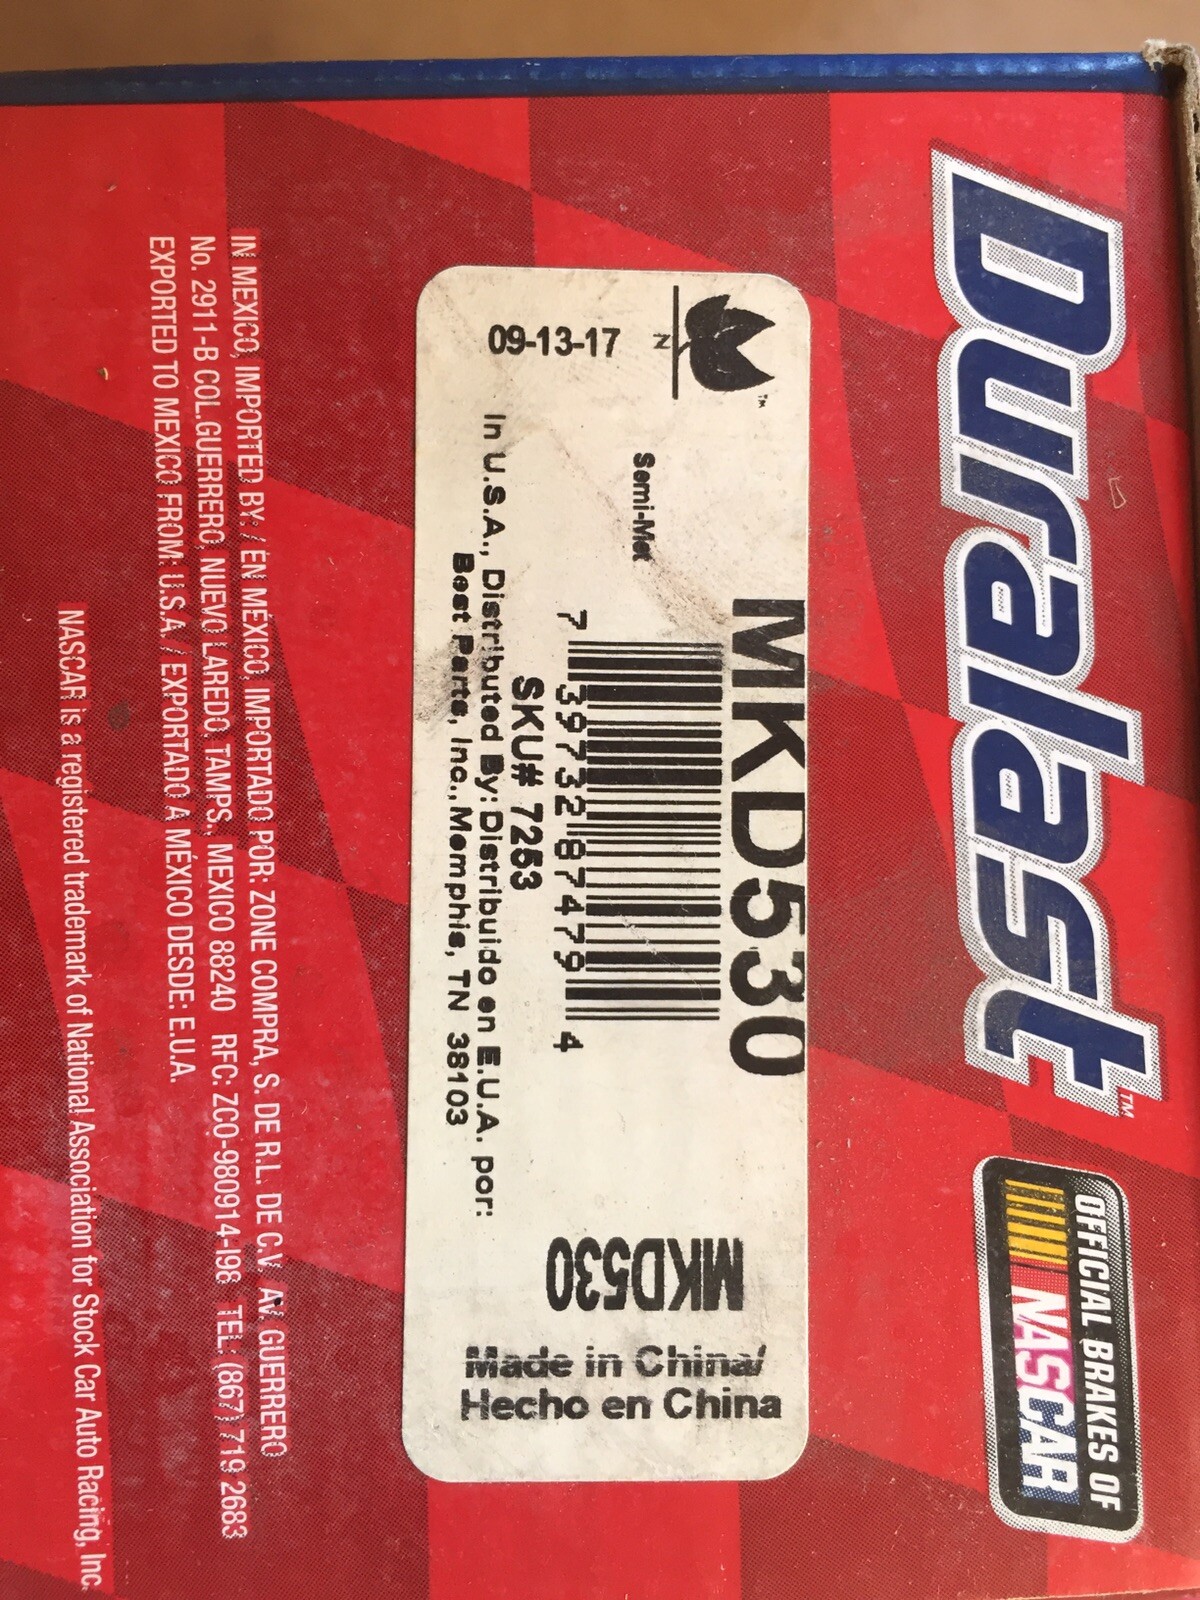 Duralast™
OFFICIAL BRAKES OF
NASCAR
MKD530
N
™
Semi-Met
09-13-17
7 39732 87479 4
SKU# 7253
In U.S.A., Distributed By: Distribuido en E.U.A. por:
Best Parts, Inc., Memphis, TN 38103
MKD530
Made in China/
Hecho en China
IN MEXICO, IMPORTED BY: / EN MÉXICO, IMPORTADO POR: ZONE COMPRA, S. DE R.L. DE C.V. AV. GUERRERO
No. 2911-B COL.GUERRERO, NUEVO LAREDO, TAMPS., MEXICO 88240 RFC: ZCO-980914-I98 TEL: (867) 719 2683
EXPORTED TO MEXICO FROM: U.S.A. / EXPORTADO A MÉXICO DESDE: E.U.A.
NASCAR is a registered trademark of National Association for Stock Car Auto Racing, Inc.